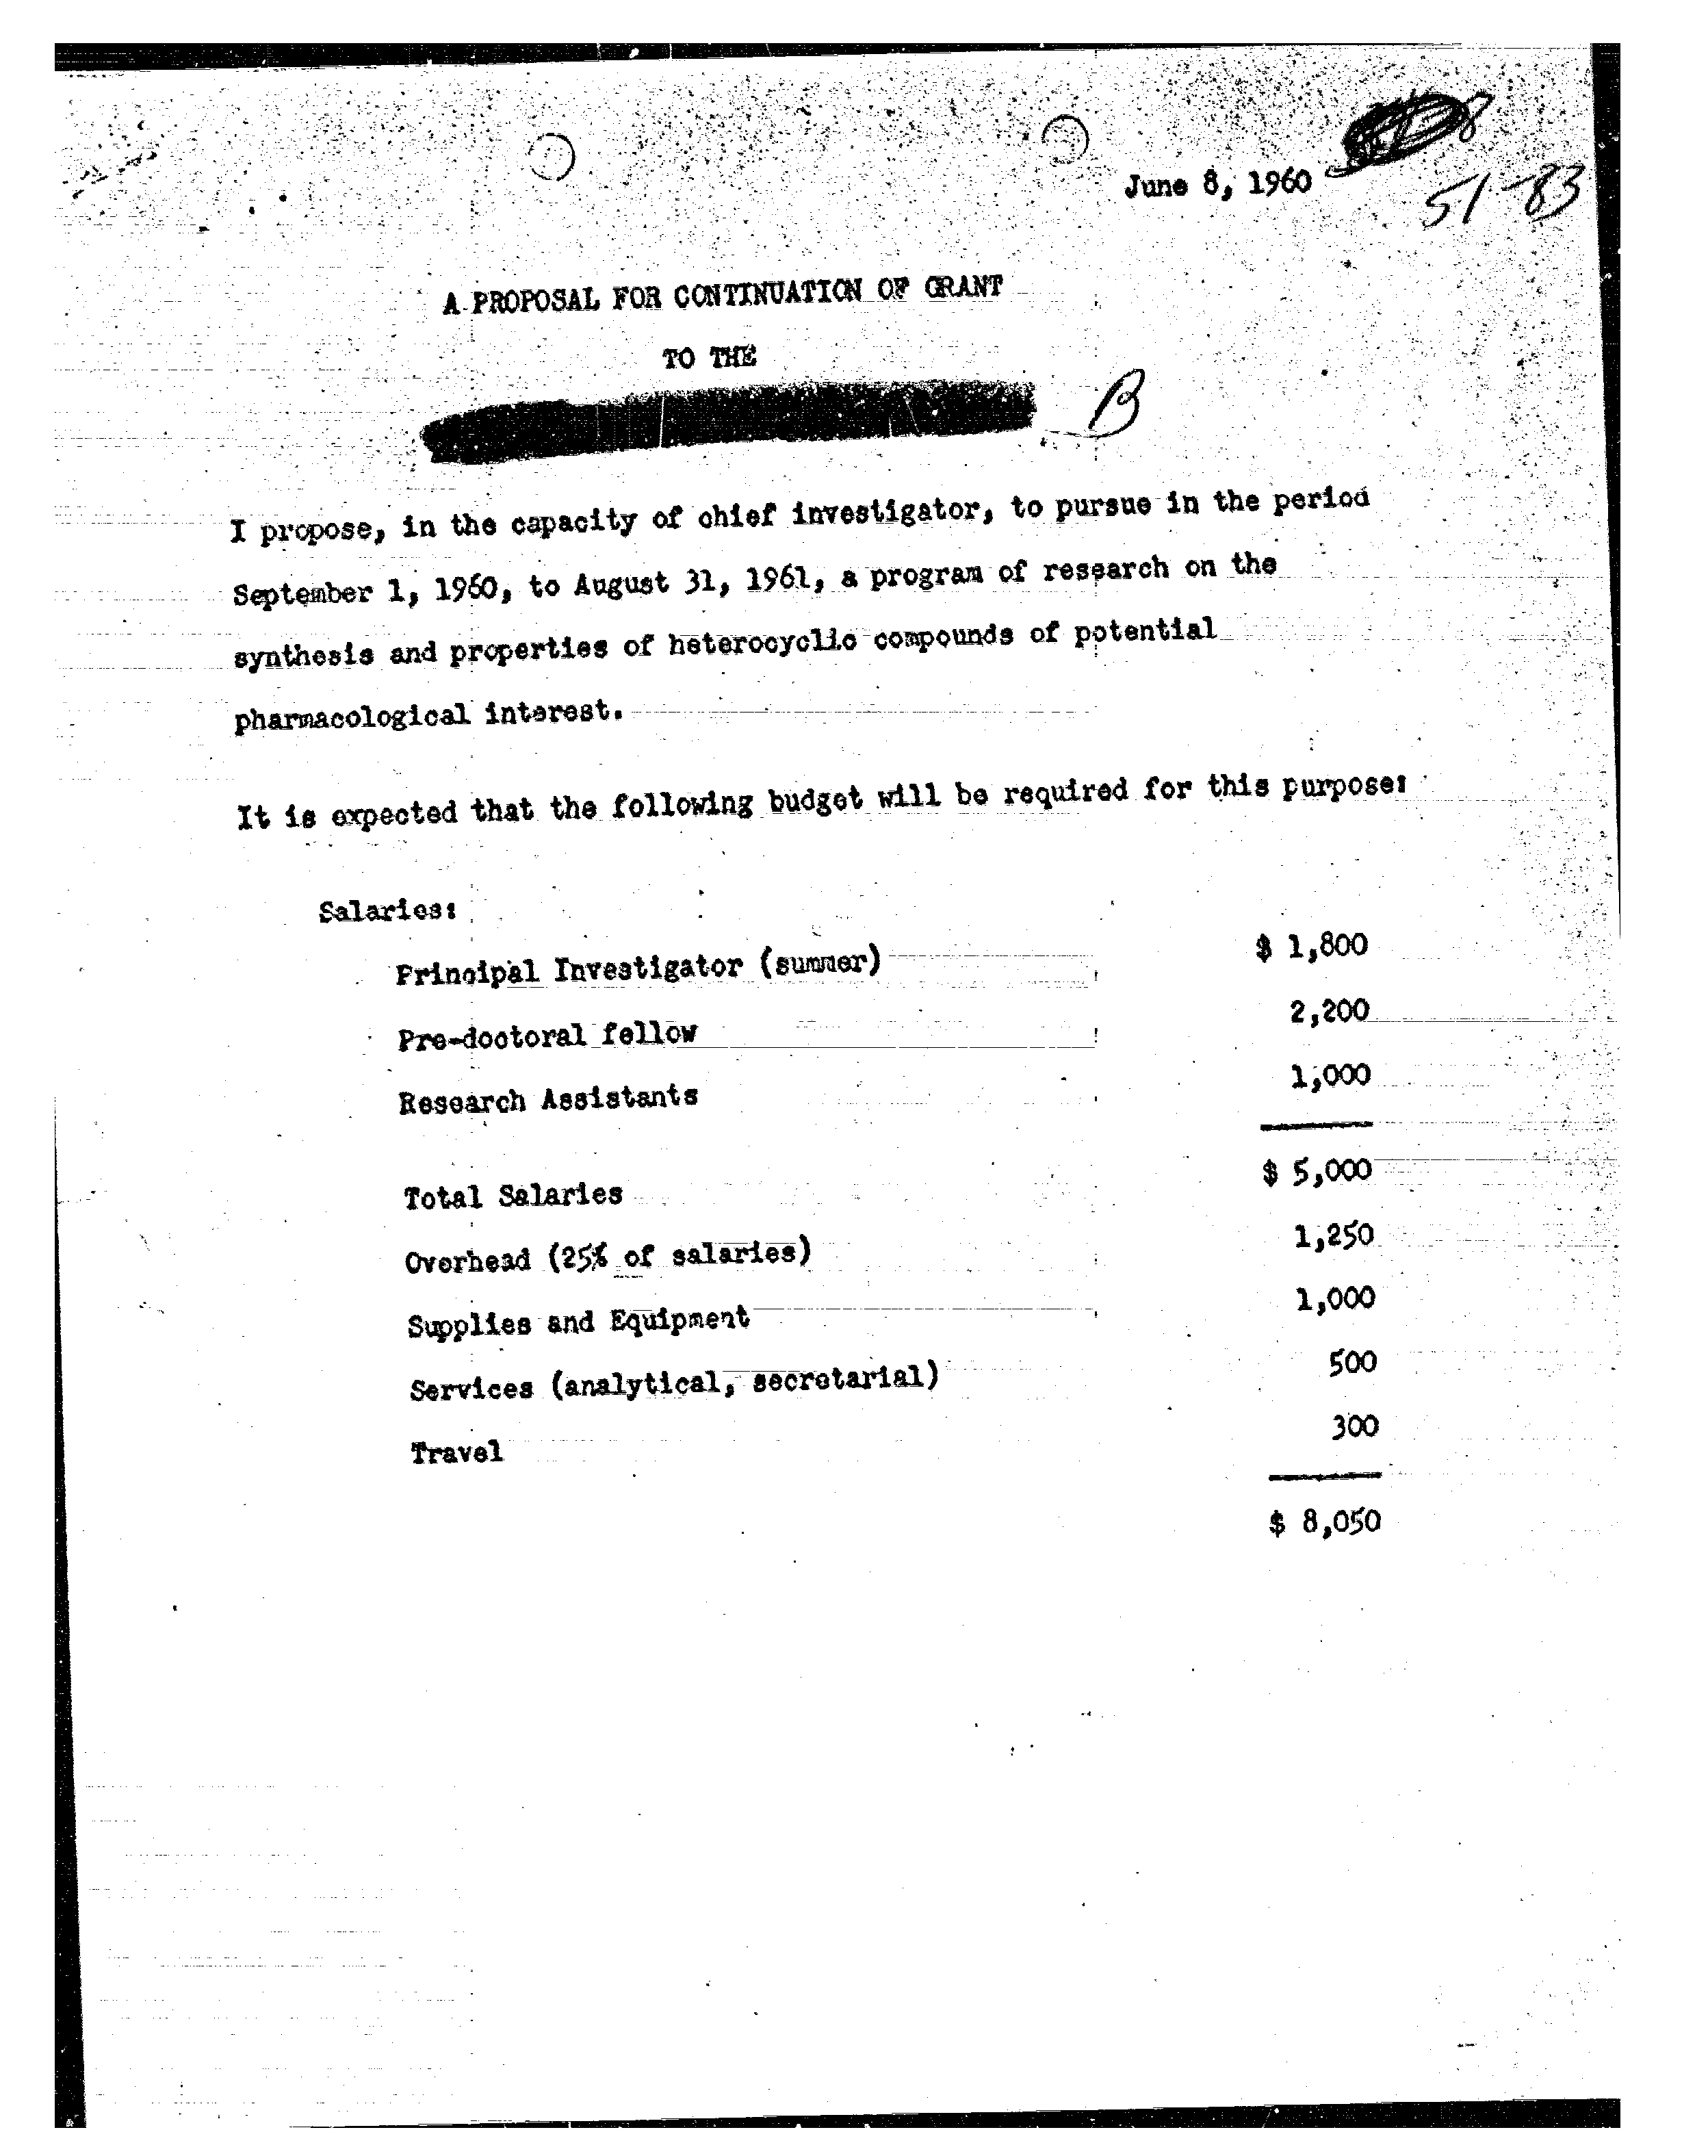 June 8, 1960
51-83
A PROPOSAL FOR CONTINUATION OF GRANT
TO THE
B
I propose, in the capacity of chief investigator, to pursue in the period
September 1, 1960, to August 31, 1961, a program of research on the
synthesis and properties of heterocyclic compounds of potential
pharmacological interest.
It is expected that the following budget will be required for this purpose:
Salaries:
Principal Investigator (summer) $ 1,800
Pre-doctoral fellow 2,200
Research Assistants 1,000
Total Salaries $ 5,000
Overhead (25% of salaries) 1,250
Supplies and Equipment 1,000
Services (analytical, secretarial) 500
Travel 300
$ 8,050